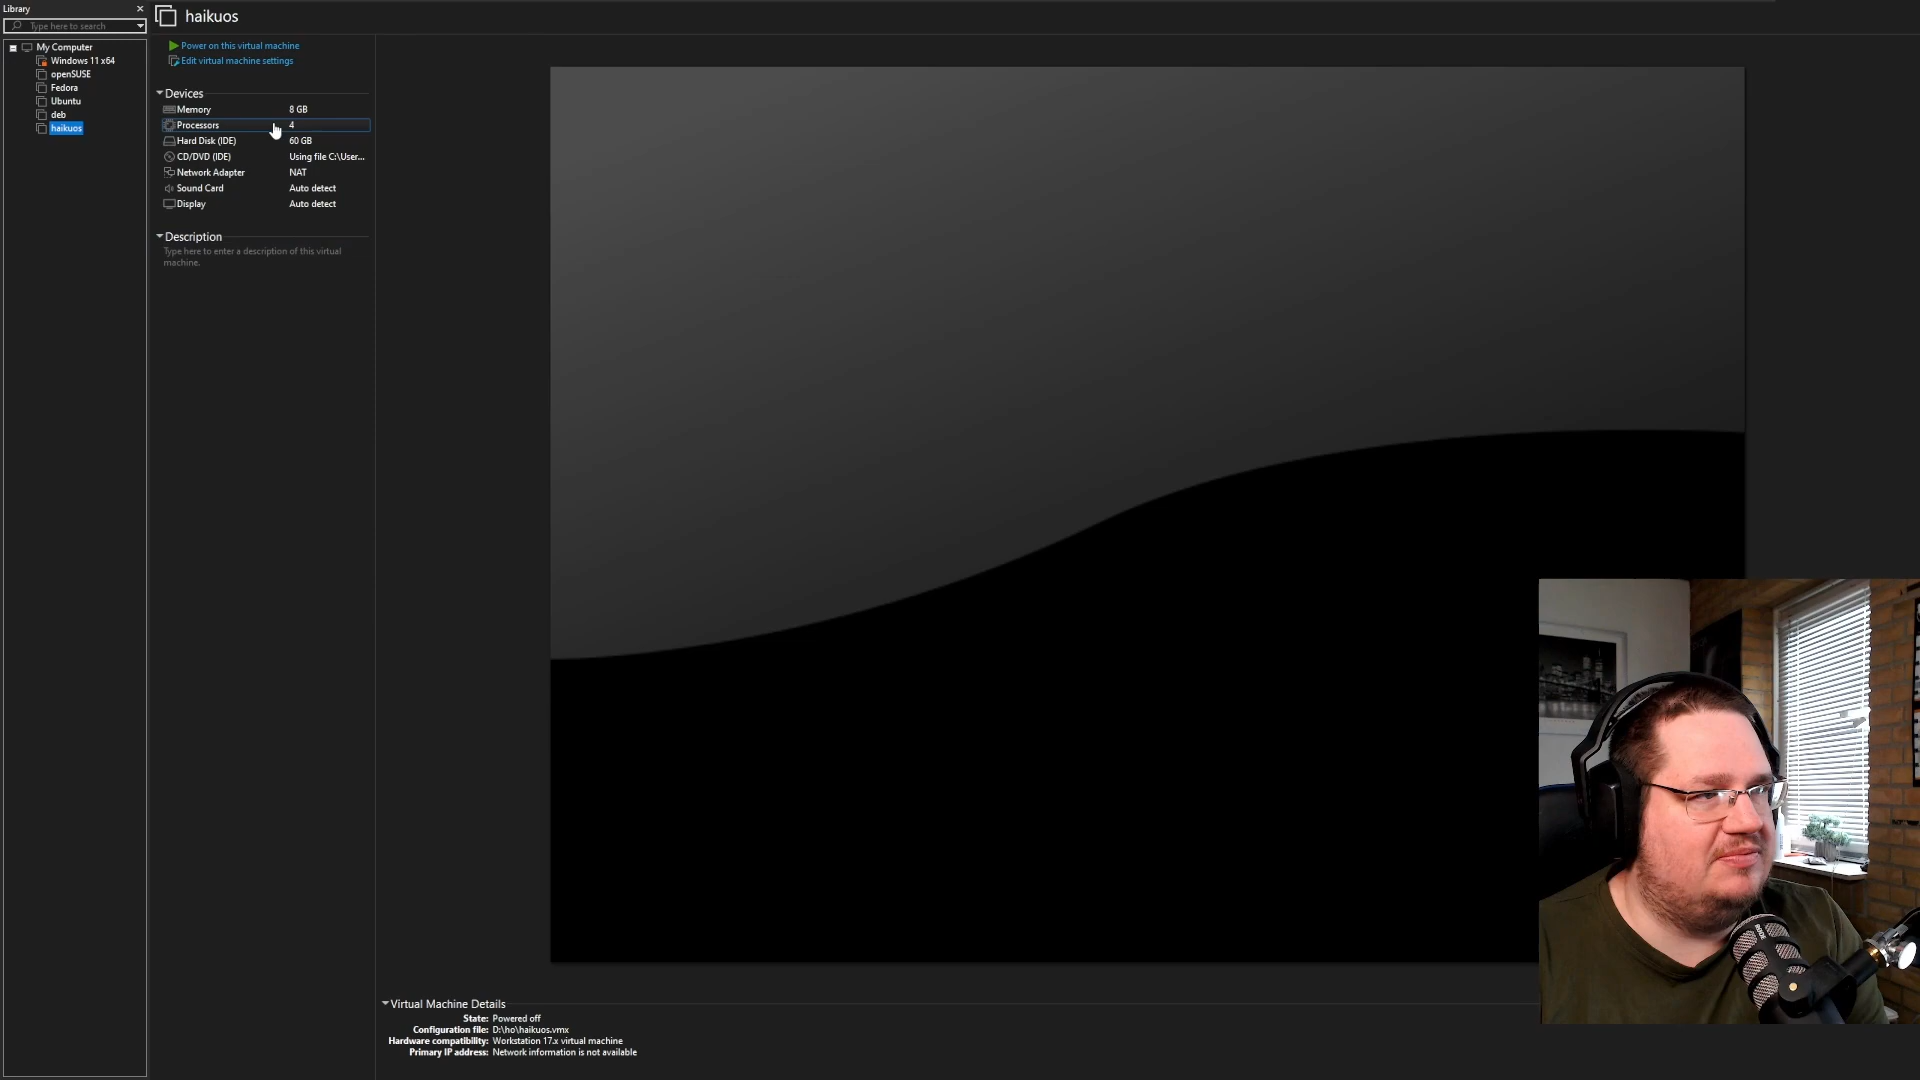 Library
Type here to search
haikuos
My Computer
Windows 11 x64
openSUSE
Fedora
Ubuntu
deb
haikuos
Power on this virtual machine
Edit virtual machine settings
Devices
Memory 8 GB
Processors 4
Hard Disk (IDE) 60 GB
CD/DVD (IDE) Using file C:\User...
Network Adapter NAT
Sound Card Auto detect
Display Auto detect
Description
Type here to enter a description of this virtual
machine.
Virtual Machine Details
State: Powered off
Configuration file: D:\ho\haikuos.vmx
Hardware compatibility: Workstation 17.x virtual machine
Primary IP address: Network information is not available